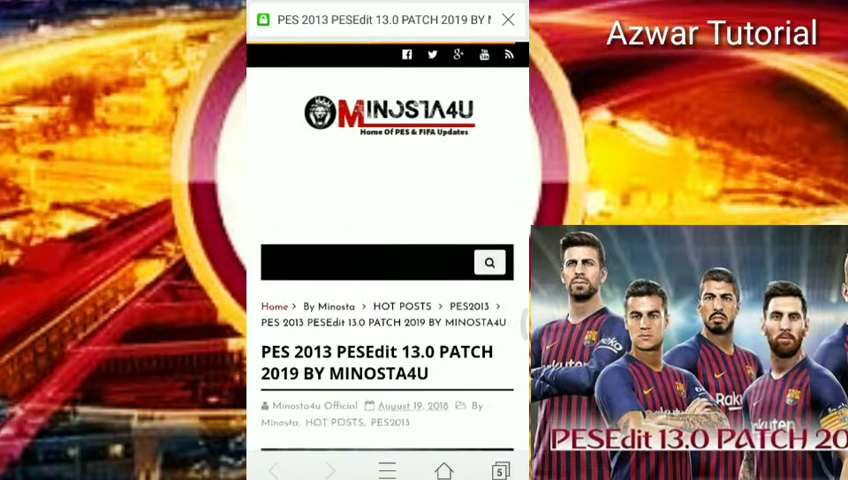 PES 2013 PESEdit 13.0 PATCH 2019 BY
Azwar Tutorial
MINOSTA4U
Home Of PES & FIFA Updates
Home > By Minosta > HOT POSTS > PES2013 >
PES 2013 PESEdit 13.0 PATCH 2019 BY MINOSTA4U
PES 2013 PESEdit 13.0 PATCH
2019 BY MINOSTA4U
Minosta4u Official August 19, 2018 By
Minosta, HOT POSTS, PES2013
5
beko
Raku
PESEdit 13.0 PATCH 20